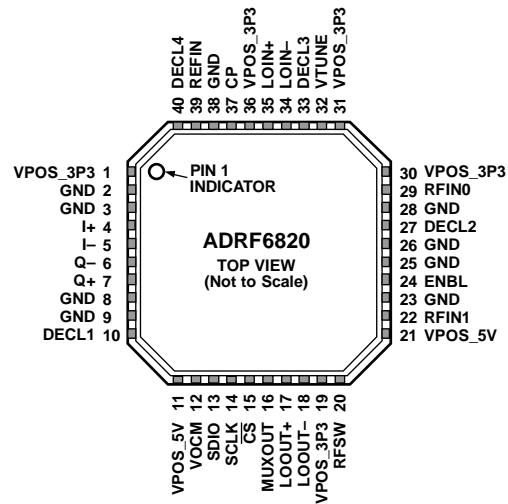 40 DECL4
39 REFIN
38 GND
37 CP
36 VPOS_3P3
35 LOIN+
34 LOIN–
33 DECL3
32 VTUNE
31 VPOS_3P3
VPOS_3P3 1
GND 2
GND 3
I+ 4
I– 5
Q– 6
Q+ 7
GND 8
GND 9
DECL1 10
PIN 1
INDICATOR
ADRF6820
TOP VIEW
(Not to Scale)
30 VPOS_3P3
29 RFIN0
28 GND
27 DECL2
26 GND
25 GND
24 ENBL
23 GND
22 RFIN1
21 VPOS_5V
VPOS_5V 11
VOCM 12
SDIO 13
SCLK 14
CS 15
MUXOUT 16
LOOUT+ 17
LOOUT– 18
VPOS_3P3 19
RFSW 20